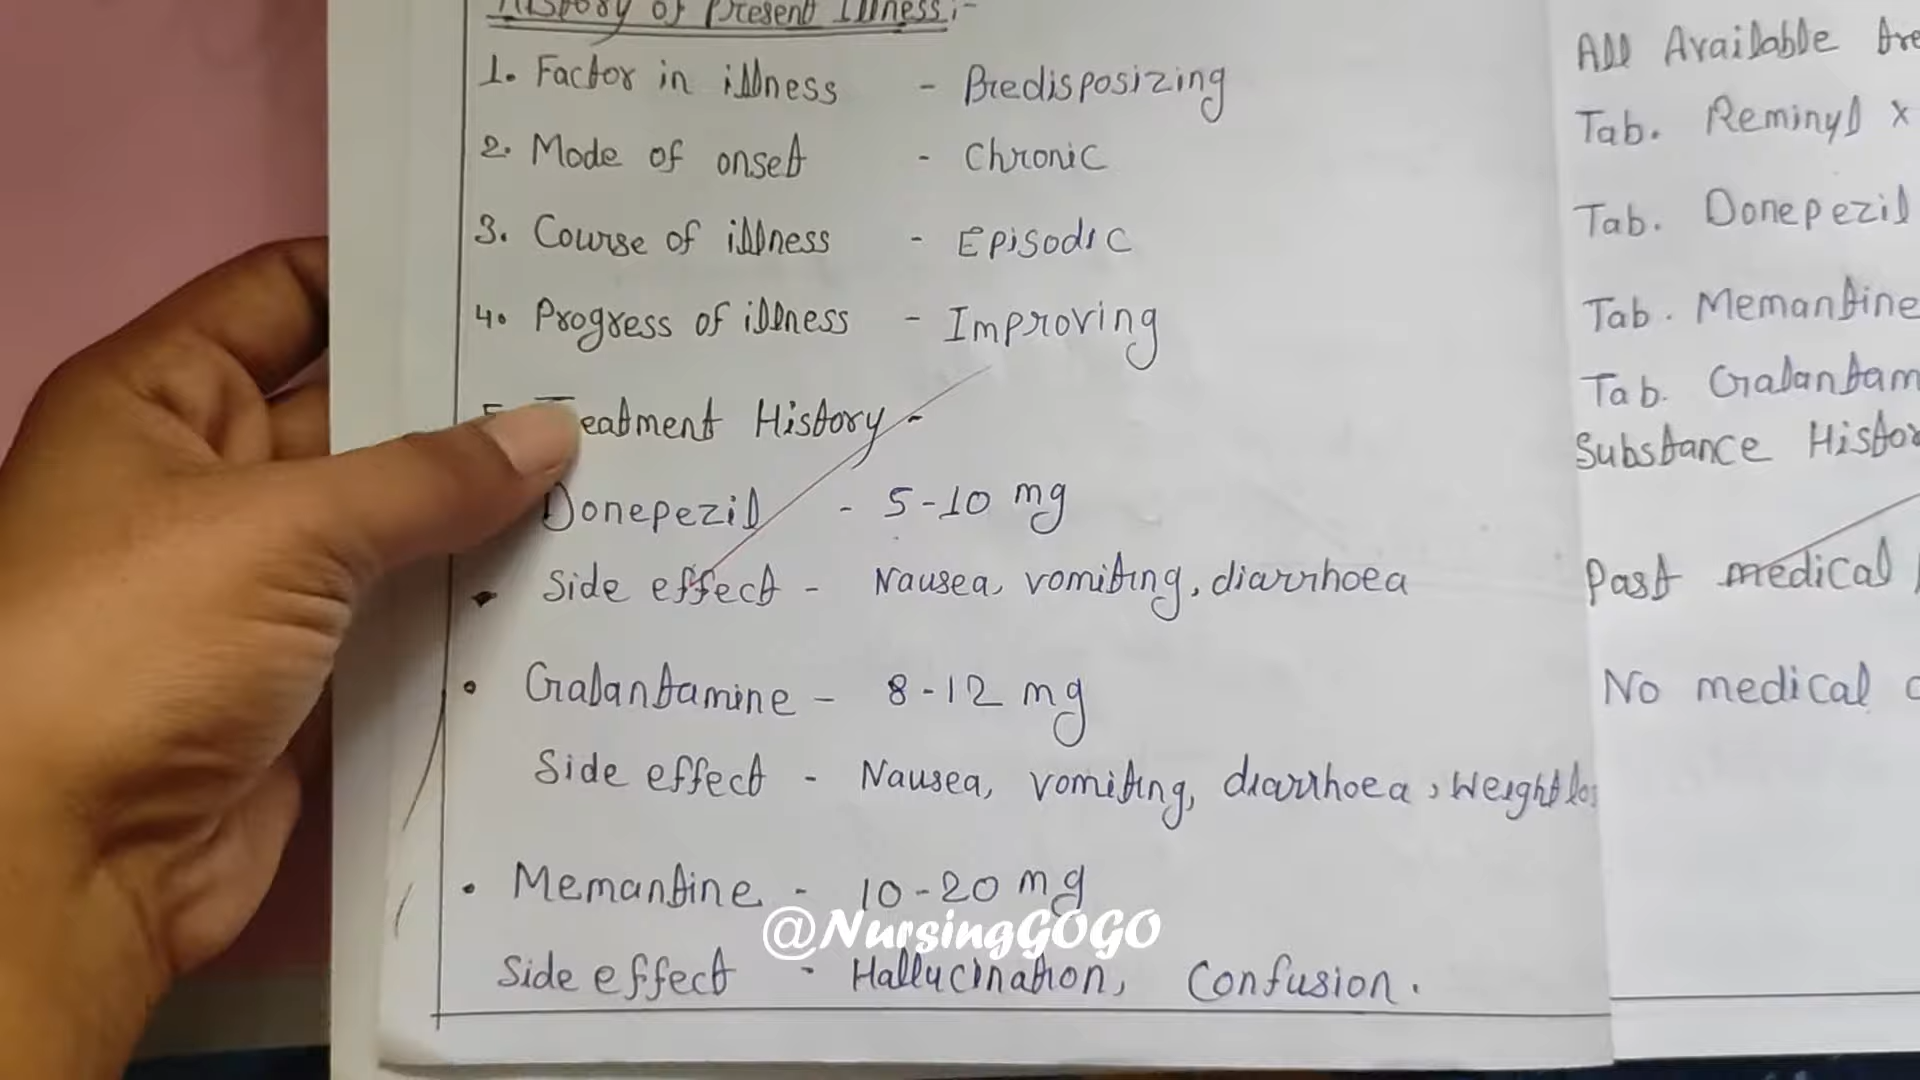 History of Present Illness:-
1. Factor in illness - Predisposizing
2. Mode of onset - Chronic
3. Course of illness - Episodic
4. Progress of illness - Improving
Treatment History -
Donepezil - 5-10 mg
Side effect - Nausea, vomiting, diarrhoea
• Galantamine - 8-12 mg
Side effect - Nausea, vomiting, diarrhoea, Weight
• Memantine - 10-20 mg
@NursingGOGO
Side effect - Hallucination, Confusion.
All Available
Tab. Reminyl x
Tab. Donepezil
Tab. Memantine
Tab.
Substance
Past medical
No medical